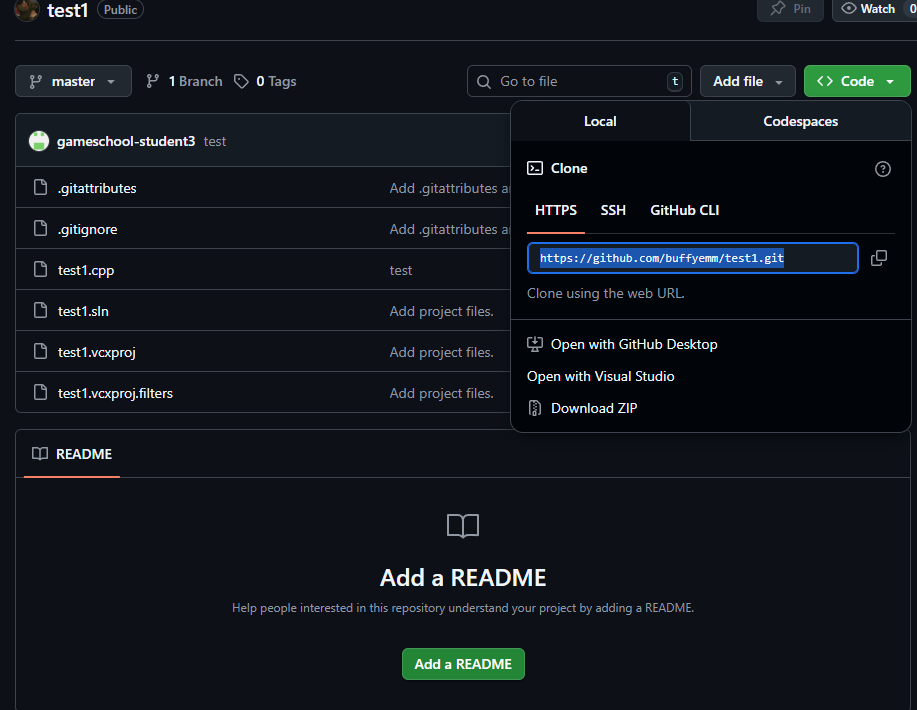 test1 Public Pin Watch 0
master 1 Branch 0 Tags Go to file t Add file <> Code
Local Codespaces
gameschool-student3 test
.gitattributes Add .gitattributes
.gitignore Add .gitattributes
test1.cpp test
test1.sln Add project files.
test1.vcxproj Add project files.
test1.vcxproj.filters Add project files.
Clone
HTTPS SSH GitHub CLI
https://github.com/buffyemm/test1.git
Clone using the web URL.
Open with GitHub Desktop
Open with Visual Studio
Download ZIP
README
Add a README
Help people interested in this repository understand your project by adding a README.
Add a README